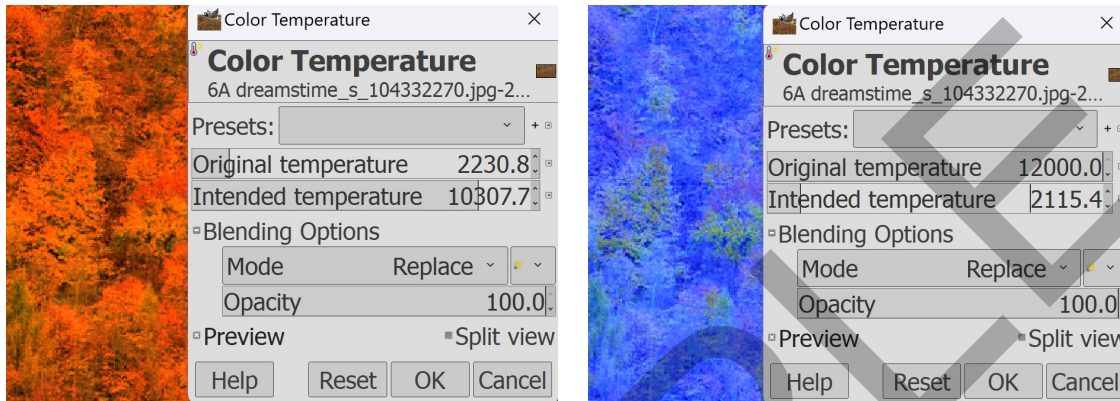 Color Temperature
Color Temperature
6A dreamstime_s_104332270.jpg-2...
Presets:
Original temperature 2230.8
Intended temperature 10307.7
Blending Options
Mode Replace
Opacity 100.0
Preview Split view
Help Reset OK Cancel
Color Temperature
Color Temperature
6A dreamstime_s_104332270.jpg-2...
Presets:
Original temperature 12000.0
Intended temperature 2115.4
Blending Options
Mode Replace
Opacity 100.0
Preview Split view
Help Reset OK Cancel